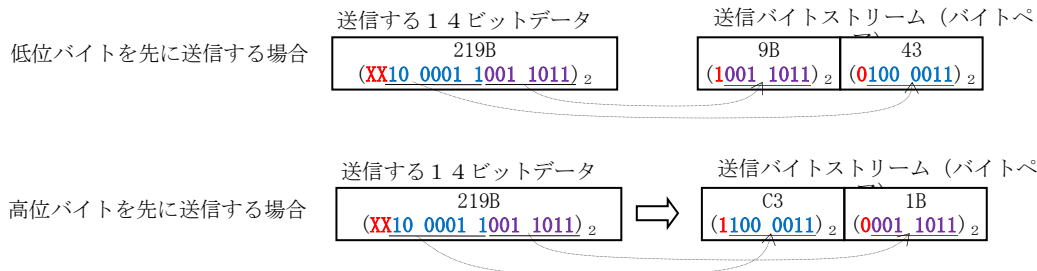 送信する１４ビットデータ
送信バイトストリーム（バイトペ
低位バイトを先に送信する場合
219B
(XX10 0001 1001 1011)2
9B
(1001 1011)2
43
(0100 0011)2
送信する１４ビットデータ
送信バイトストリーム（バイトペ
高位バイトを先に送信する場合
219B
(XX10 0001 1001 1011)2
C3
(1100 0011)2
1B
(0001 1011)2